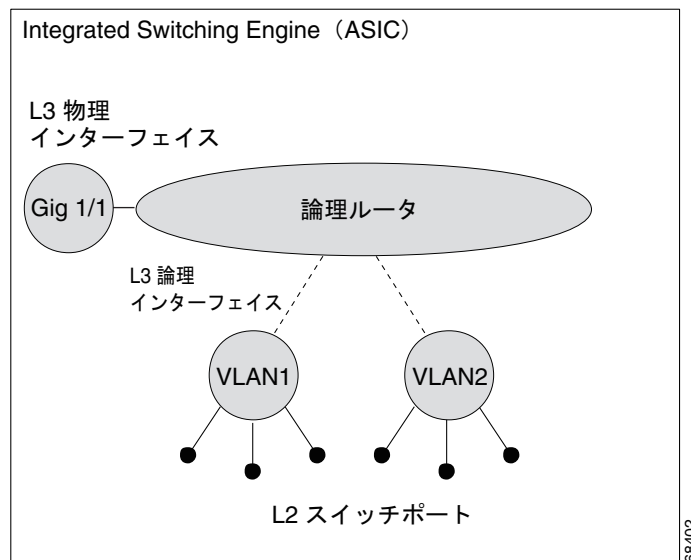 Integrated Switching Engine（ASIC）
L3 物理
インターフェイス
Gig 1/1
論理ルータ
L3 論理
インターフェイス
VLAN1
VLAN2
L2 スイッチポート
68402